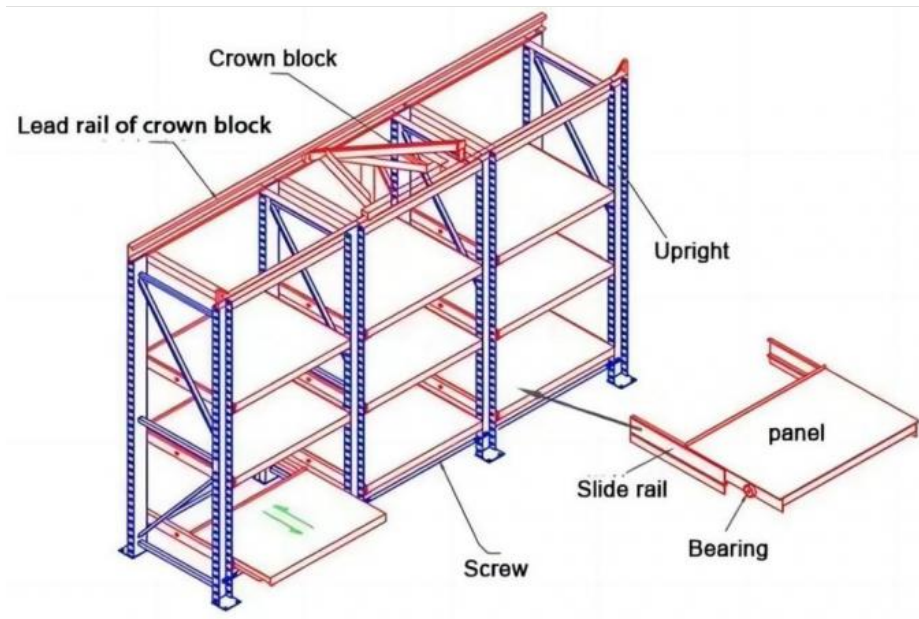 Crown block
Lead rail of crown block
Upright
panel
Slide rail
Bearing
Screw